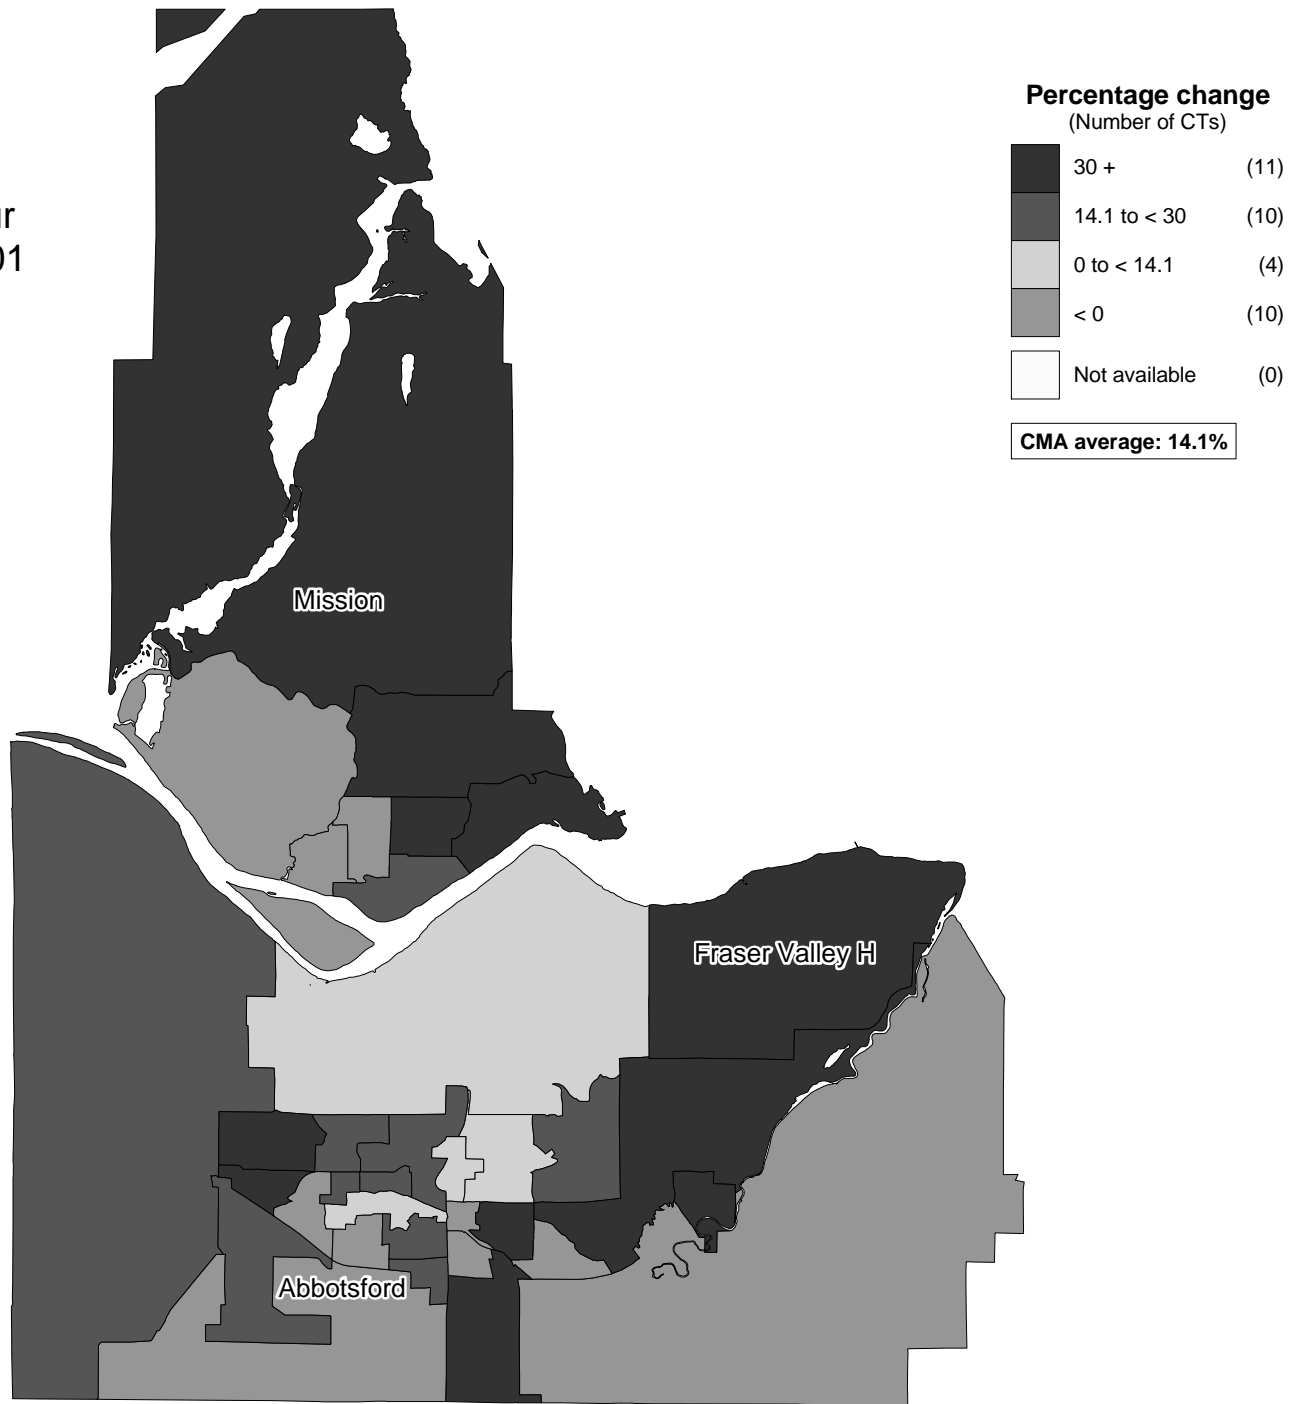 01
Percentage change
(Number of CTs)
30 + (11)
14.1 to < 30 (10)
0 to < 14.1 (4)
< 0 (10)
Not available (0)
CMA average: 14.1%
Mission
Fraser Valley H
Abbotsford